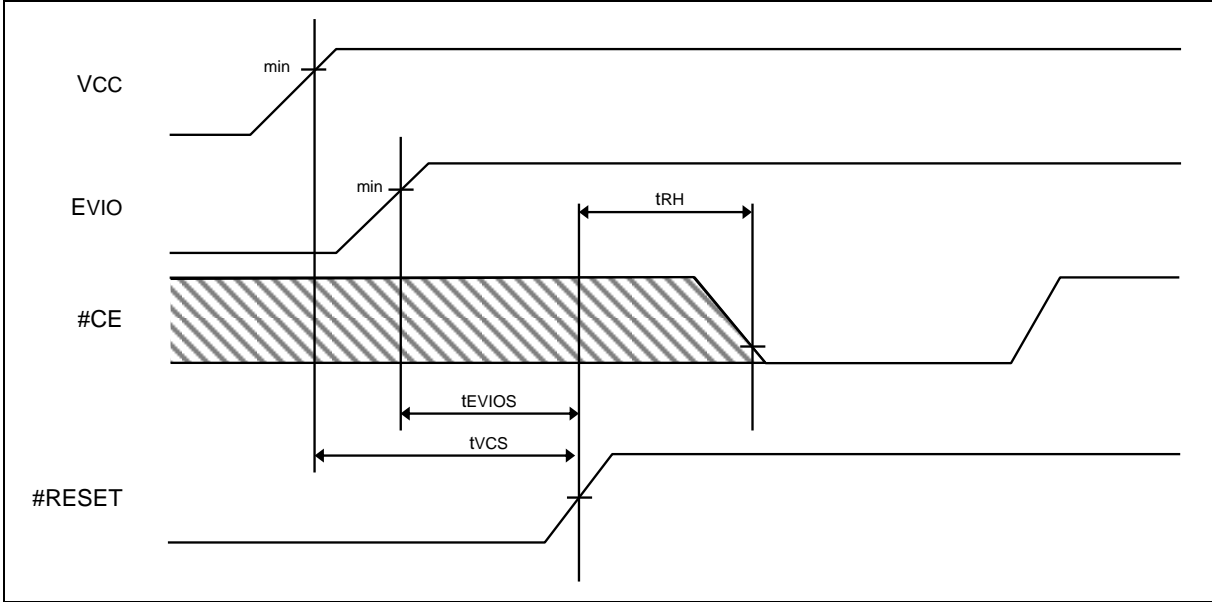 min
VCC
min
EVIO
tRH
#CE
tEVIOS
tVCS
#RESET